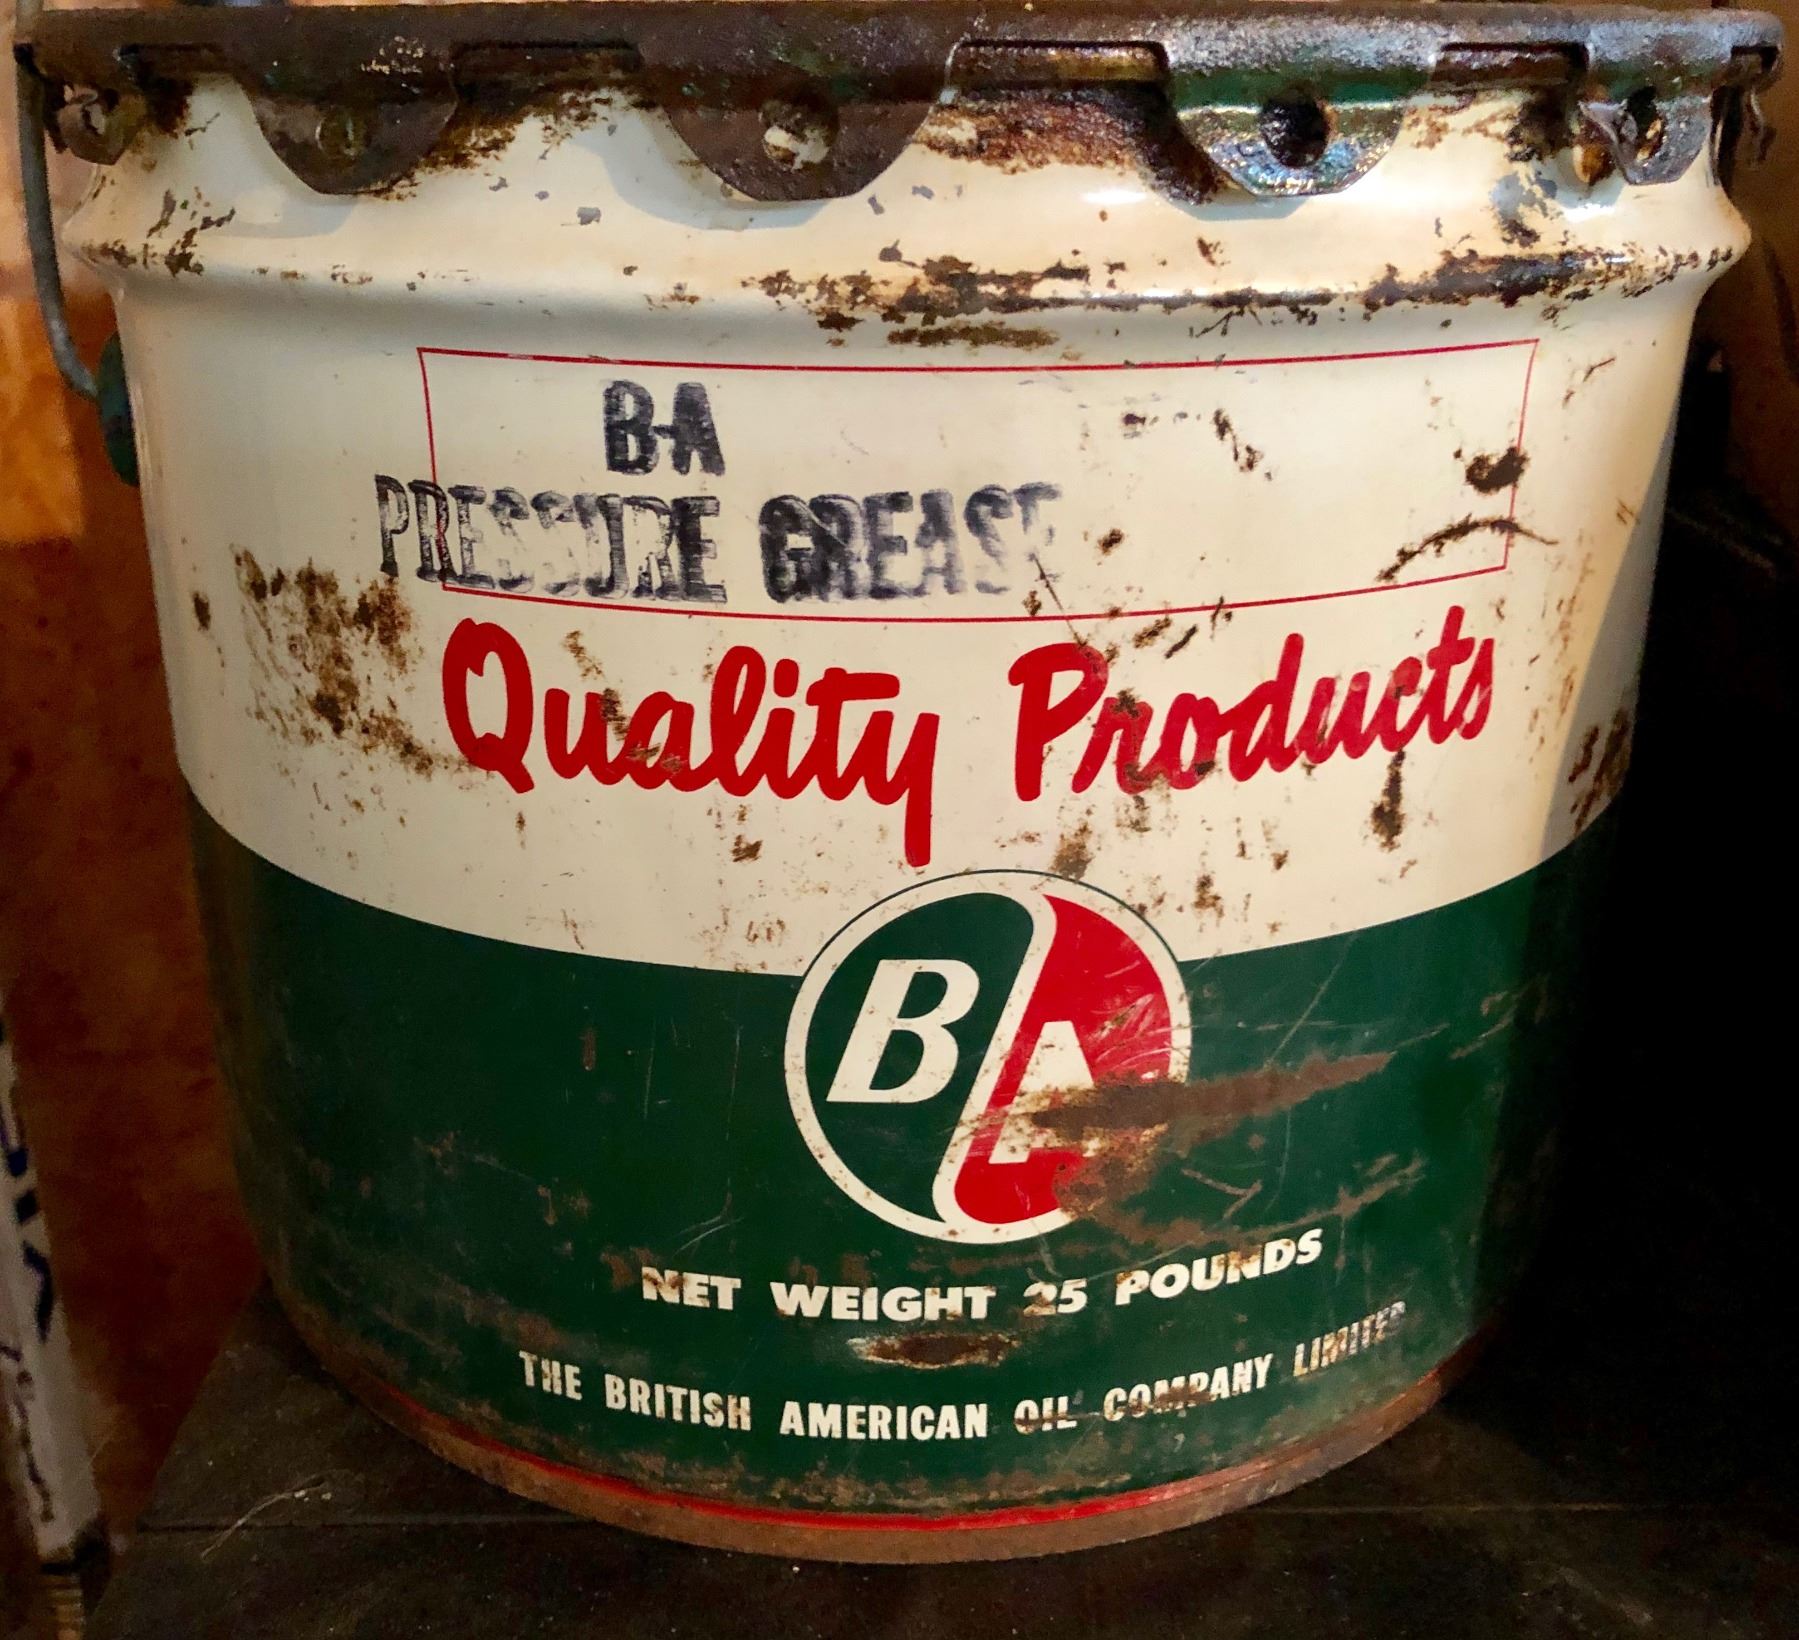 B-A
PRESSURE GREASE
Quality Products
BA
NET WEIGHT 25 POUNDS
THE BRITISH AMERICAN OIL COMPANY LIMITED